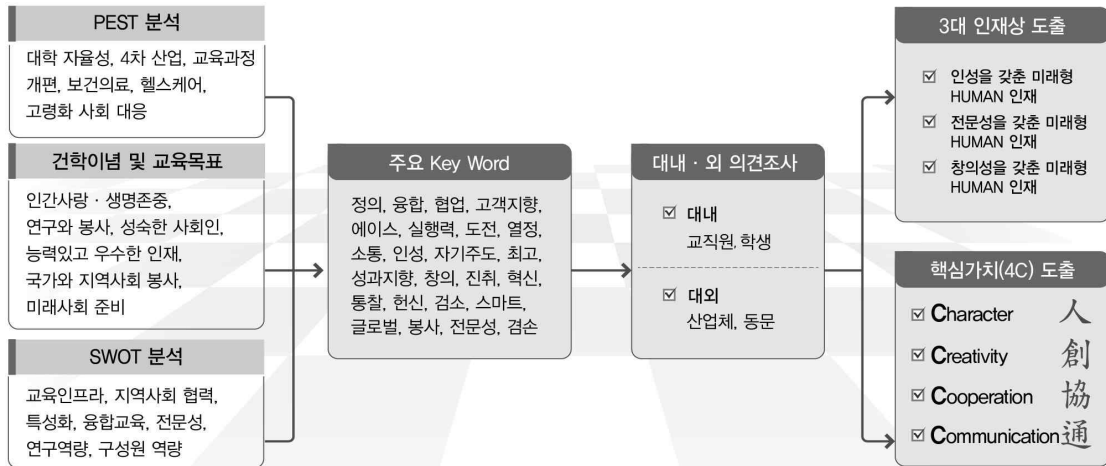 PEST 분석
대학 자율성, 4차 산업, 교육과정
개편, 보건의료, 헬스케어,
고령화 사회 대응
건학이념 및 교육목표
인간사랑 · 생명존중,
연구와 봉사, 성숙한 사회인,
능력있고 우수한 인재,
국가와 지역사회 봉사,
미래사회 준비
SWOT 분석
교육인프라, 지역사회 협력,
특성화, 융합교육, 전문성,
연구역량, 구성원 역량
주요 Key Word
정의, 융합, 협업, 고객지향,
에이스, 실행력, 도전, 열정,
소통, 인성, 자기주도, 최고,
성과지향, 창의, 진취, 혁신,
통찰, 헌신, 검소, 스마트,
글로벌, 봉사, 전문성, 겸손
대내 · 외 의견조사
대내
교직원, 학생
대외
산업체, 동문
3대 인재상 도출
인성을 갖춘 미래형
HUMAN 인재
전문성을 갖춘 미래형
HUMAN 인재
창의성을 갖춘 미래형
HUMAN 인재
핵심가치(4C) 도출
Character 人
Creativity 創
Cooperation 協
Communication 通